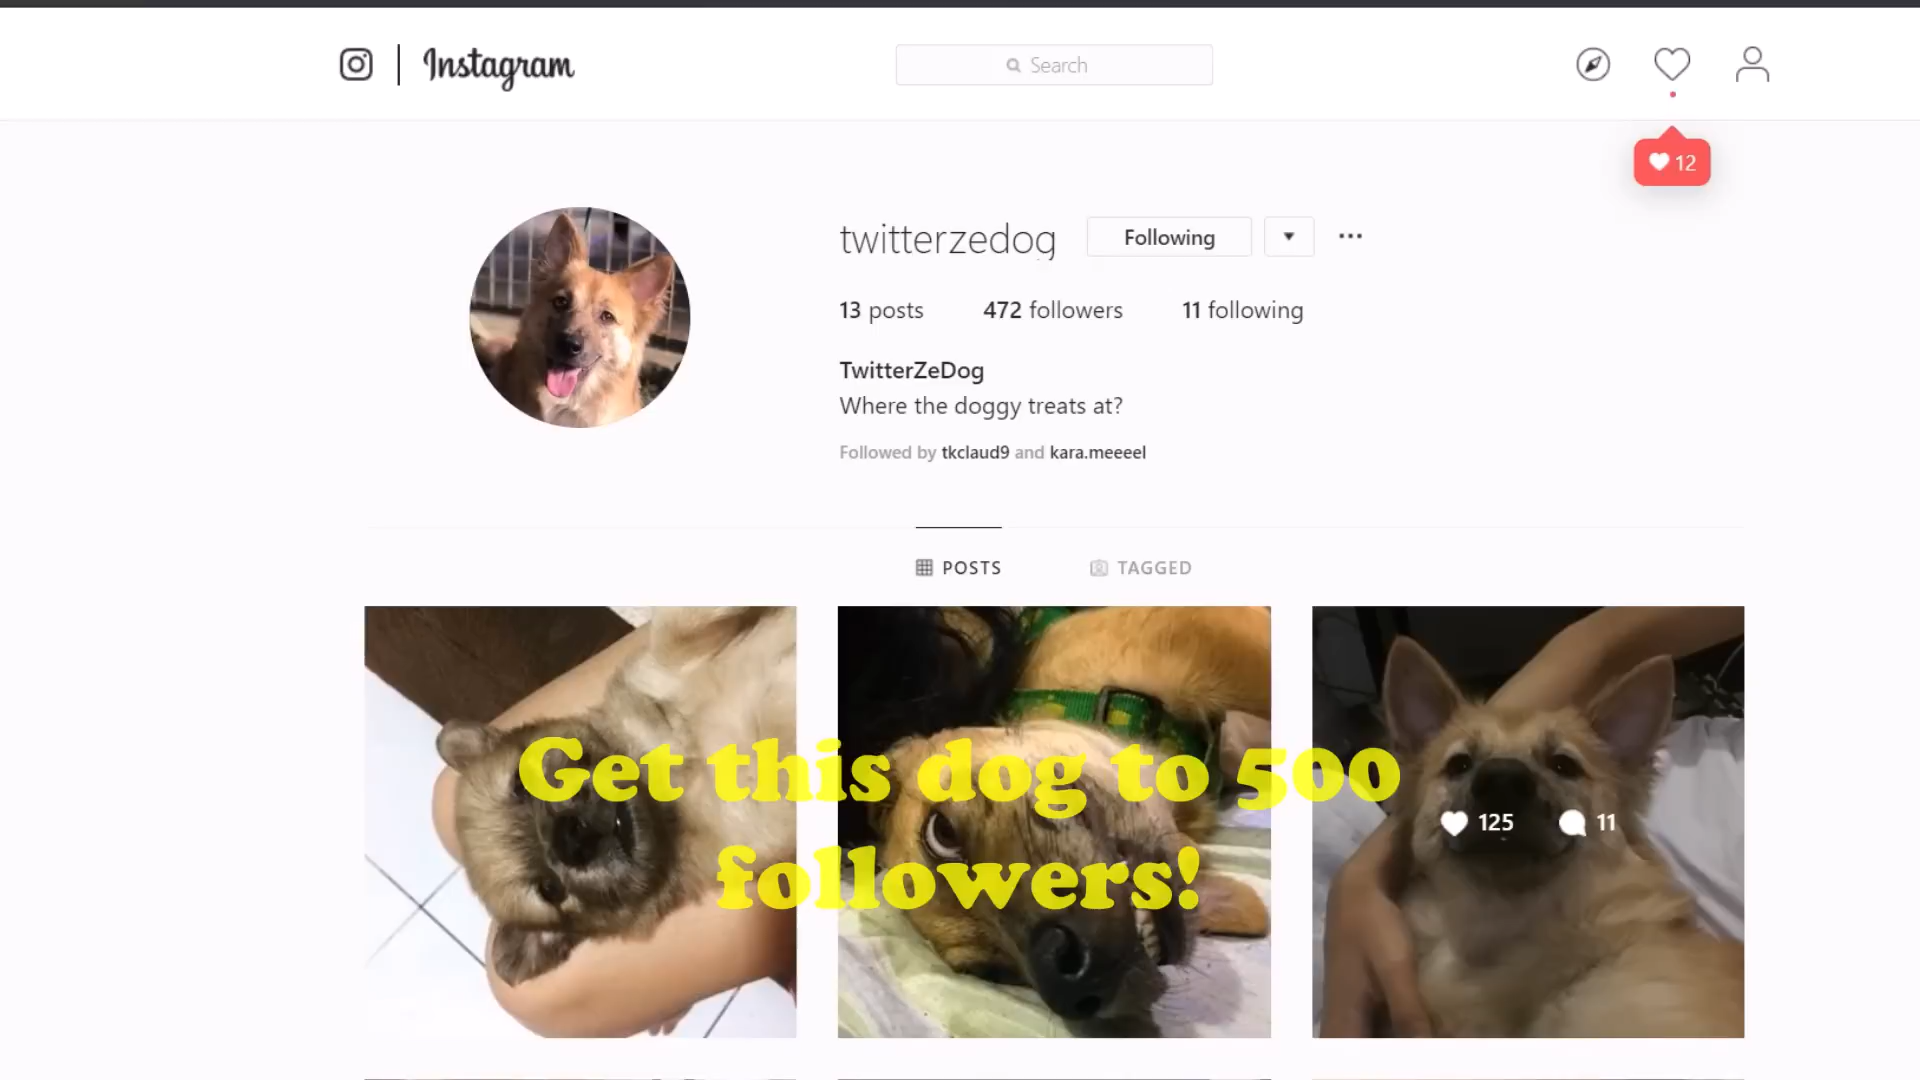 Instagram
Search
12
twitterzedog
Following
13 posts 472 followers 11 following
TwitterZeDog
Where the doggy treats at?
Followed by tkclaud9 and kara.meeeel
POSTS TAGGED
Get this dog to 500
125 11
followers!